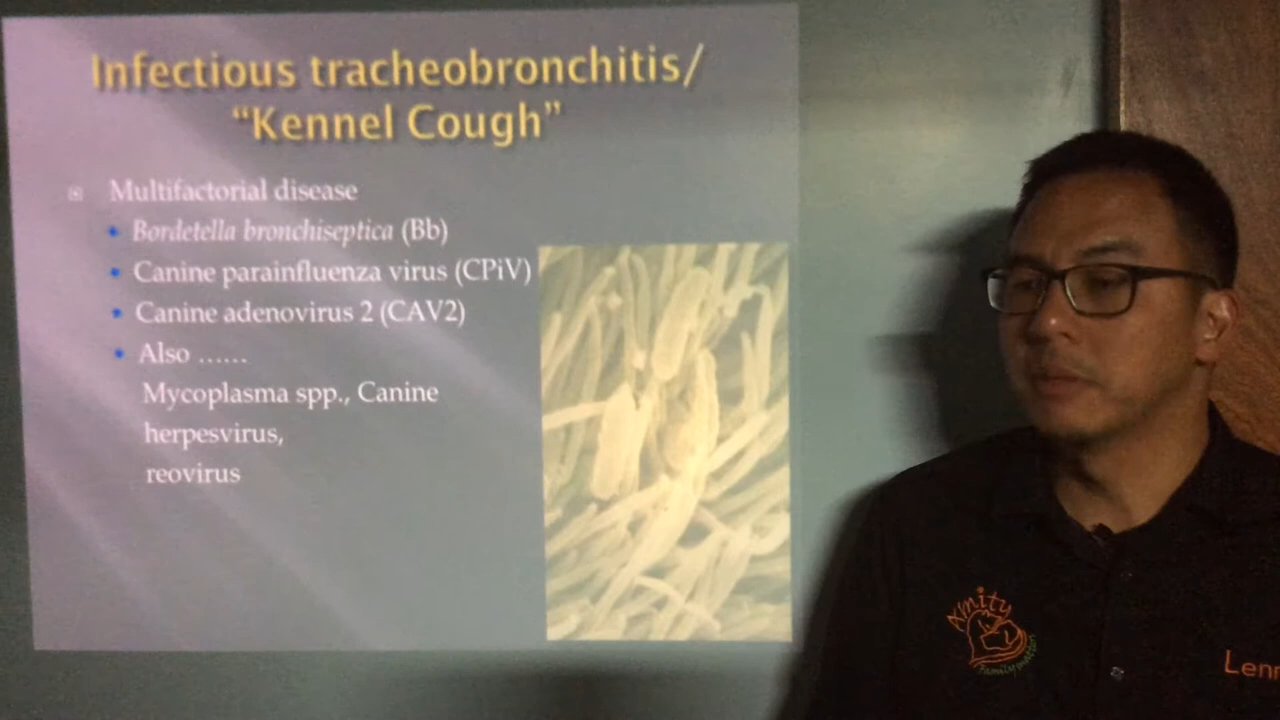 Infectious tracheobronchitis/
“Kennel Cough”
Multifactorial disease
Bordetella bronchiseptica (Bb)
Canine parainfluenza virus (CPiV)
Canine adenovirus 2 (CAV2)
Also ……
Mycoplasma spp., Canine
herpesvirus,
reovirus
Amity